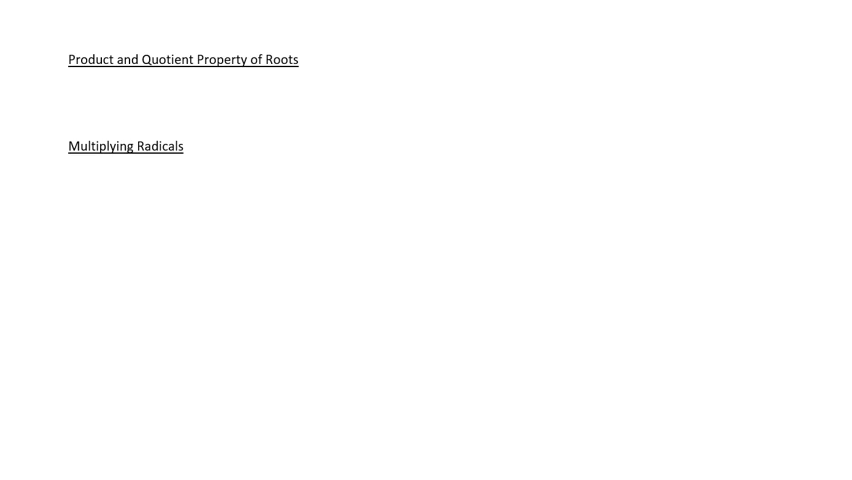 Product and Quotient Property of Roots
Multiplying Radicals